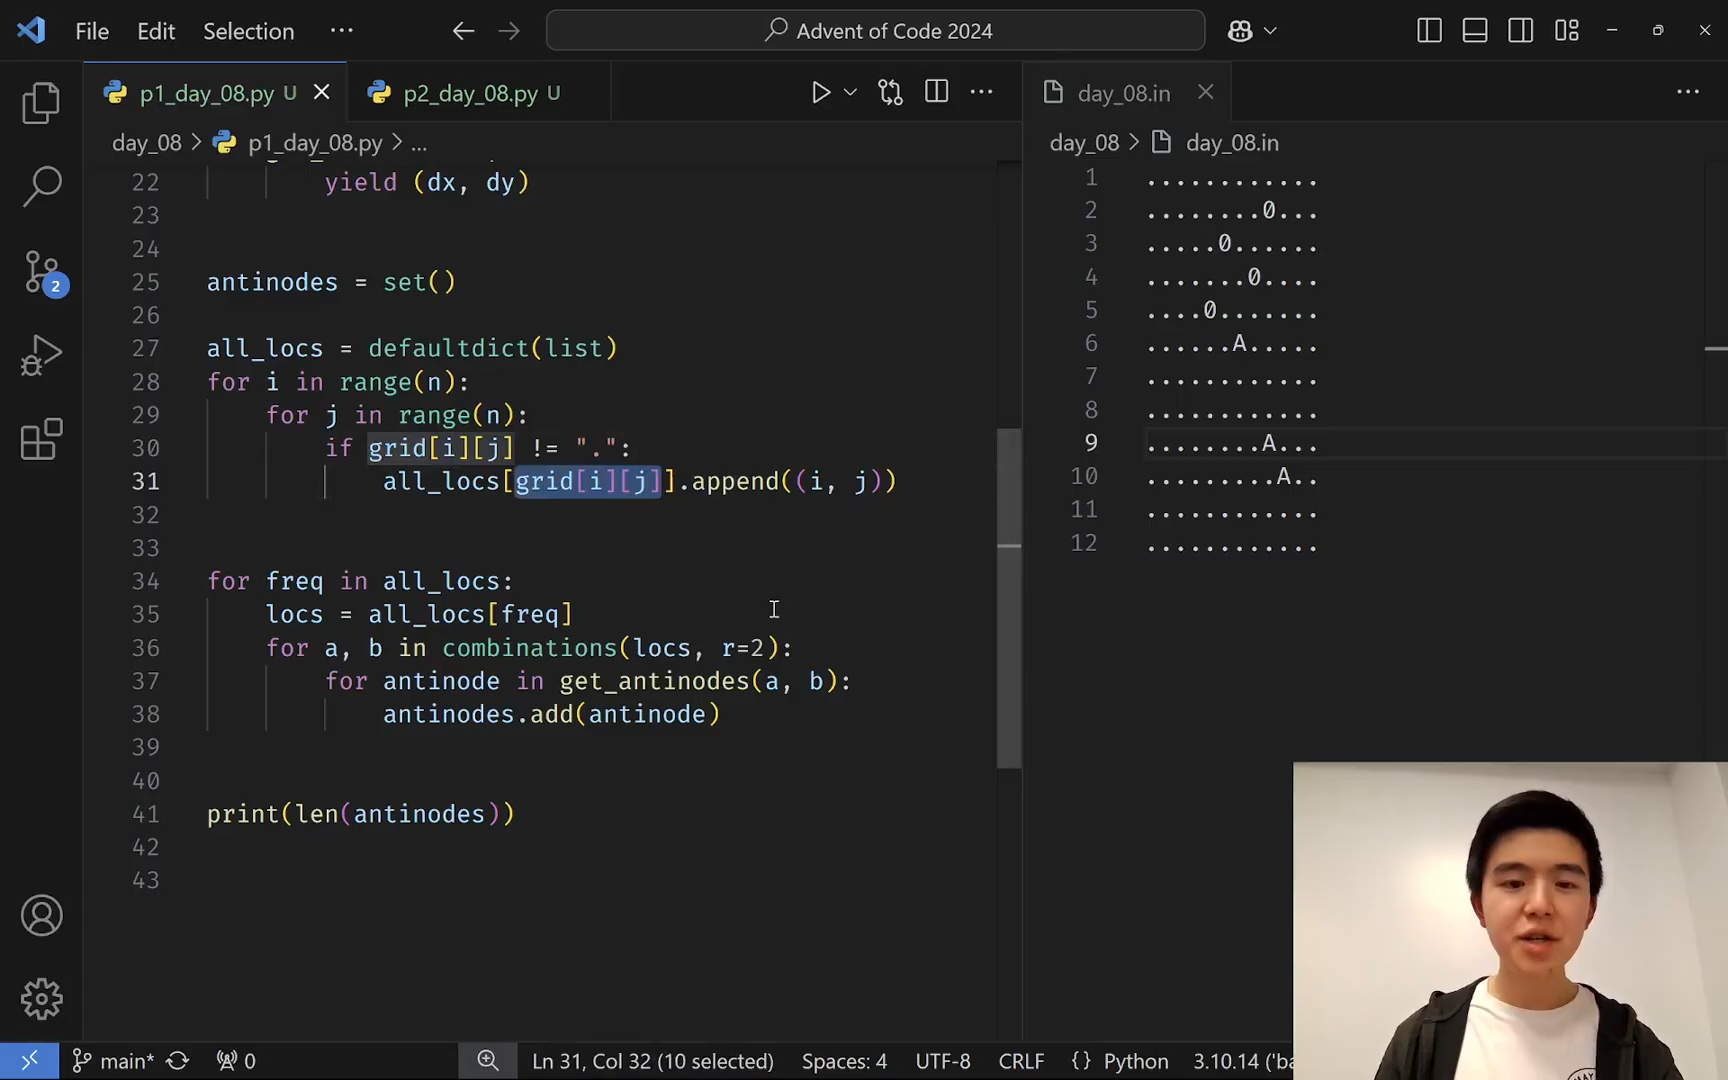 File Edit Selection ···
Advent of Code 2024
p1_day_08.py U
p2_day_08.py U
day_08.in
day_08 > p1_day_08.py > ...
day_08 > day_08.in
22 yield (dx, dy)
23
24
25 antinodes = set()
26
27 all_locs = defaultdict(list)
28 for i in range(n):
29 for j in range(n):
30 if grid[i][j] != ".":
31 all_locs[grid[i][j]].append((i, j))
32
33
34 for freq in all_locs:
35 locs = all_locs[freq]
36 for a, b in combinations(locs, r=2):
37 for antinode in get_antinodes(a, b):
38 antinodes.add(antinode)
39
40
41 print(len(antinodes))
42
43
1 ............
2 ........0...
3 .....0......
4 .......0....
5 ....0.......
6 ......A.....
7 ............
8 ............
9 ........A...
10 .........A..
11 ............
12 ............
2
main* 0
Ln 31, Col 32 (10 selected) Spaces: 4 UTF-8 CRLF {} Python 3.10.14 ('ba